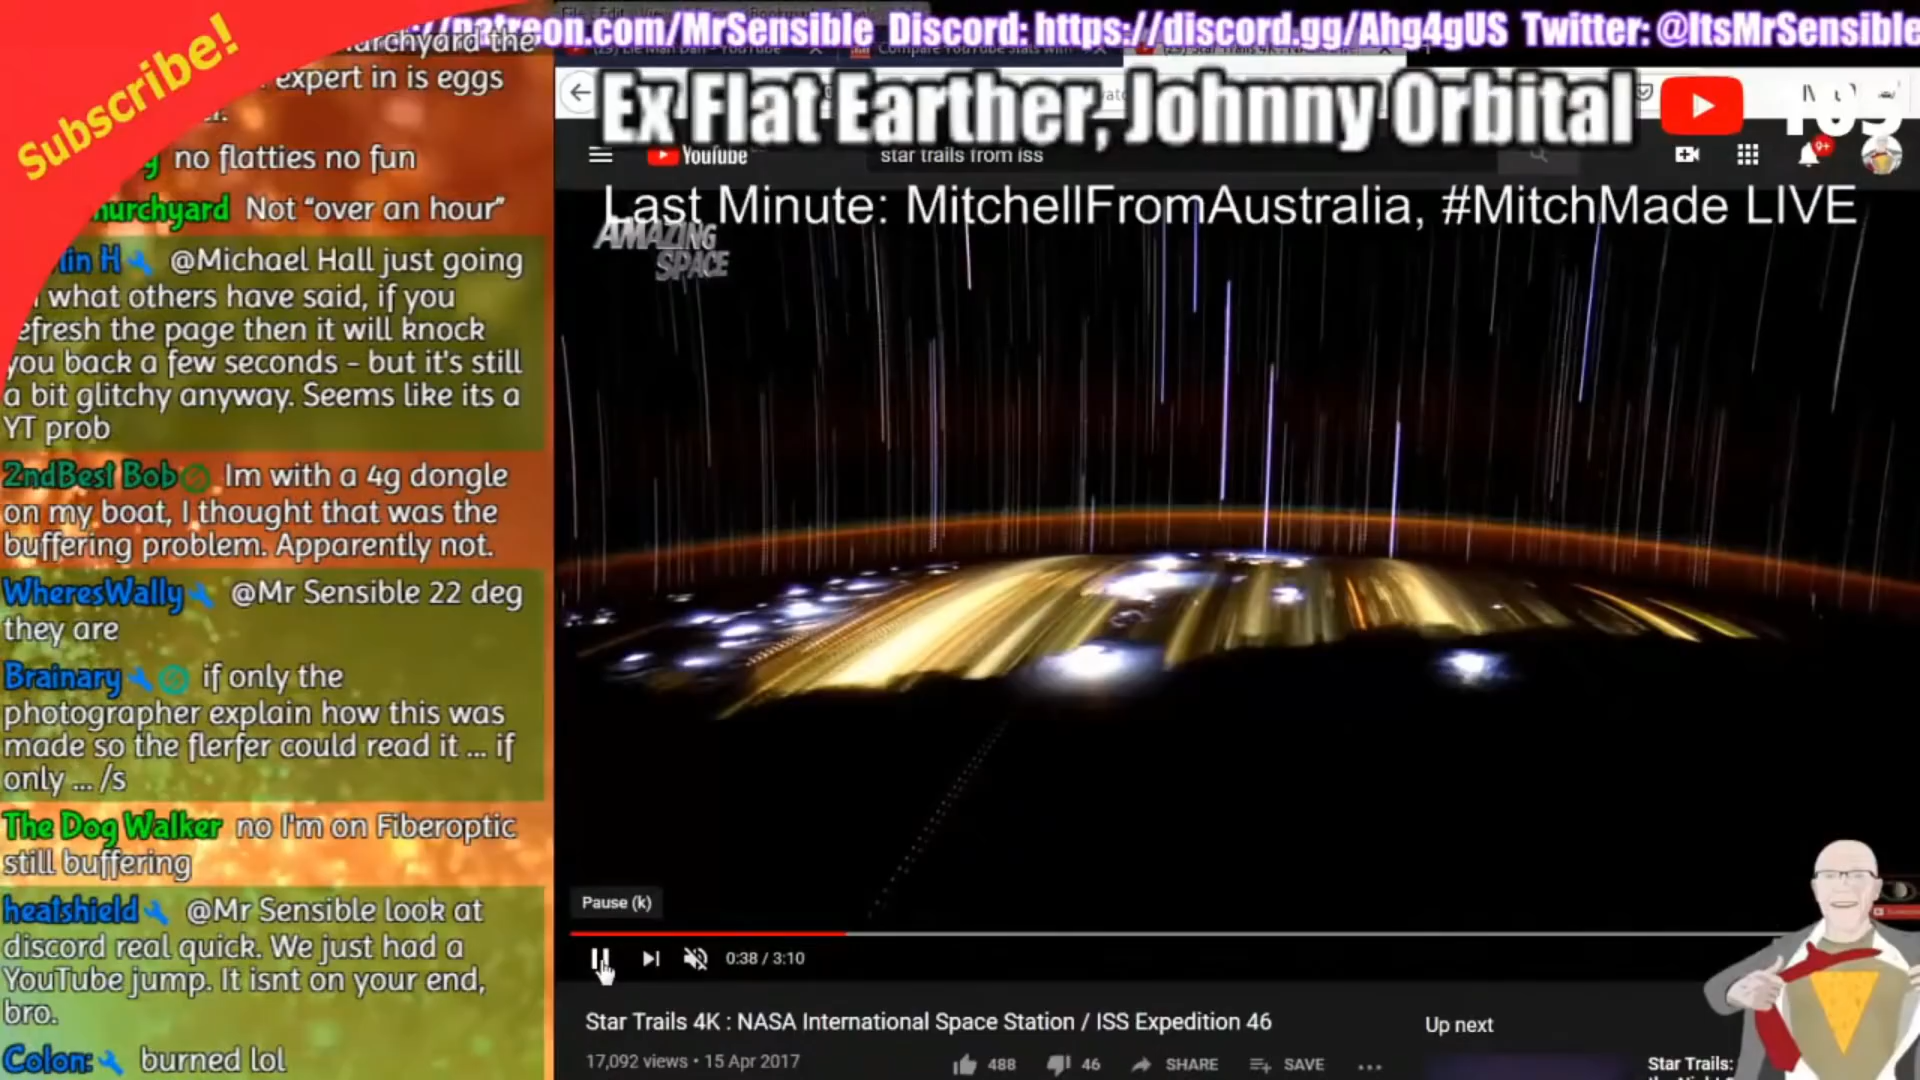 //patreon.com/MrSensible Discord: https://discord.gg/Ahg4gUS Twitter: @ItsMrSensible
Subscribe!
urchyard the
expert in is eggs
no flatties no fun
hurchyard Not “over an hour”
lin H @Michael Hall just going
what others have said, if you
efresh the page then it will knock
you back a few seconds - but it's still
a bit glitchy anyway. Seems like its a
YT prob
2ndBest Bob Im with a 4g dongle
on my boat, I thought that was the
buffering problem. Apparently not.
WheresWally @Mr Sensible 22 deg
they are
Brainary if only the
photographer explain how this was
made so the flerfer could read it ... if
only ... /s
The Dog Walker no I'm on Fiberoptic
still buffering
heatshield @Mr Sensible look at
discord real quick. We just had a
YouTube jump. It isnt on your end,
bro.
Colon: burned lol
Ex Flat Earther, Johnny Orbital
YouTube
star trails from iss
9+
Last Minute: MitchellFromAustralia, #MitchMade LIVE
AMAZING
SPACE
Pause (k)
0:38 / 3:10
Star Trails 4K : NASA International Space Station / ISS Expedition 46
17,092 views • 15 Apr 2017
488
46
SHARE
SAVE
...
Up next
Star Trails: